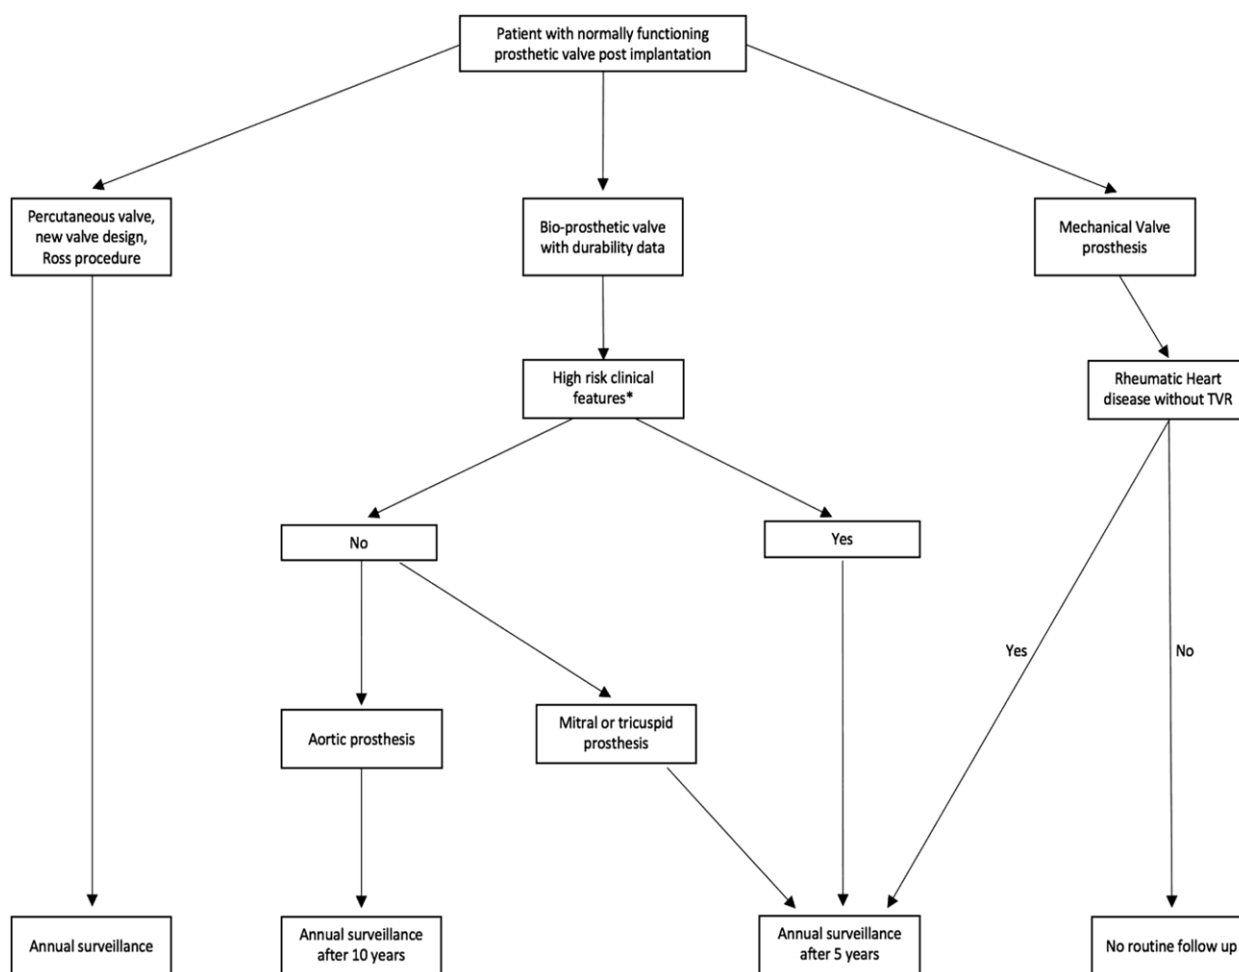 Patient with normally functioning
prosthetic valve post implantation
Percutaneous valve,
new valve design,
Ross procedure
Bio-prosthetic valve
with durability data
Mechanical Valve
prosthesis
High risk clinical
features*
Rheumatic Heart
disease without TVR
No
Yes
Yes
No
Aortic prosthesis
Mitral or tricuspid
prosthesis
Annual surveillance
Annual surveillance
after 10 years
Annual surveillance
after 5 years
No routine follow up